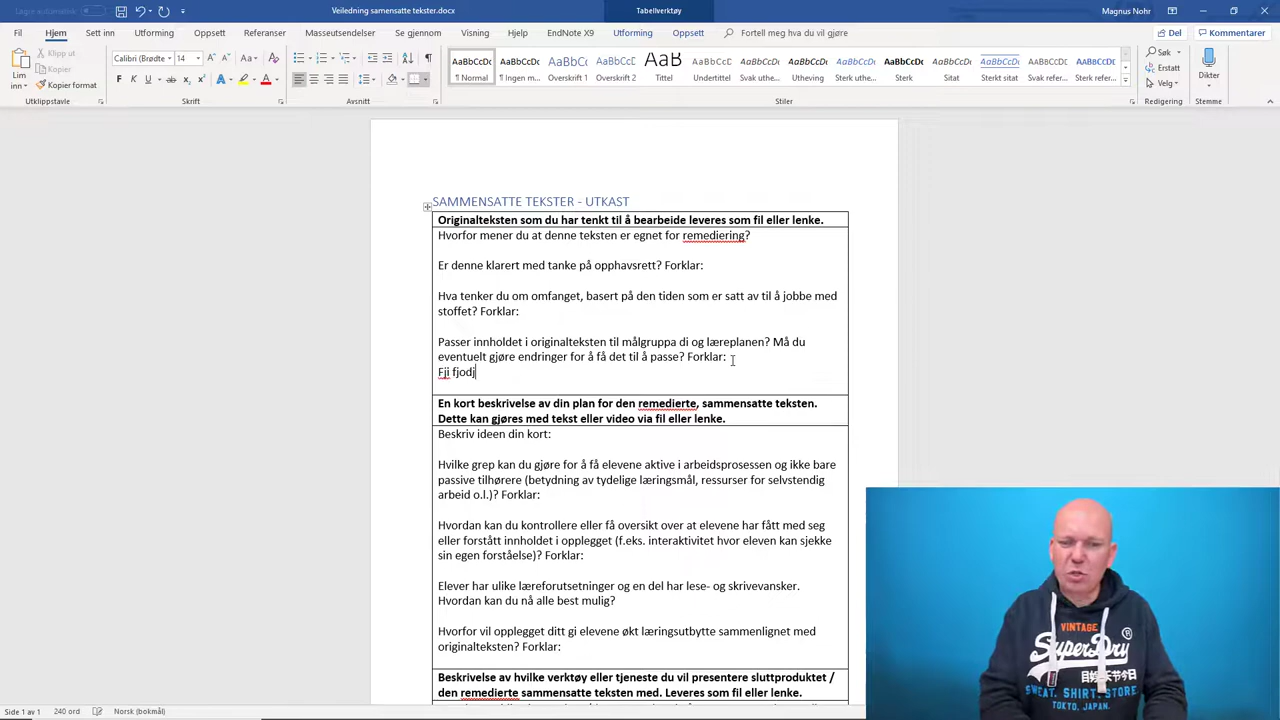 Lagre automatisk
Veiledning samensatte tekster.docx
Tabellverktøy
Magnus Nohr
Fil Hjem Sett inn Utforming Oppsett Referanser Masseutsendelser Se gjennom Visning Hjelp EndNote X9 Utforming Oppsett Fortell meg hva du vil gjøre Del Kommentarer
Lim inn
Klipp ut
Kopier
Kopier format
Utklippstavle
Calibri (Brødte 14
Skrift
Avsnitt
¶ Normal ¶ Ingen m... Overskrift 1 Overskrift 2 Tittel Undertittel Svak uthe... Utheving Sterk uthe... Sterk Sitat Sterkt sitat Svak refer... Sterk refer...
Stiler
Søk
Erstatt
Velg
Redigering
Dikter
Stemme
SAMMENSATTE TEKSTER - UTKAST
Originalteksten som du har tenkt til å bearbeide leveres som fil eller lenke.
Hvorfor mener du at denne teksten er egnet for remediering?
Er denne klarert med tanke på opphavsrett? Forklar:
Hva tenker du om omfanget, basert på den tiden som er satt av til å jobbe med
stoffet? Forklar:
Passer innholdet i originalteksten til målgruppa di og læreplanen? Må du
eventuelt gjøre endringer for å få det til å passe? Forklar:
Fji fjodj
En kort beskrivelse av din plan for den remedierte, sammensatte teksten.
Dette kan gjøres med tekst eller video via fil eller lenke.
Beskriv ideen din kort:
Hvilke grep kan du gjøre for å få elevene aktive i arbeidsprosessen og ikke bare
passive tilhørere (betydning av tydelige læringsmål, ressurser for selvstendig
arbeid o.l.)? Forklar:
Hvordan kan du kontrollere eller få oversikt over at elevene har fått med seg
eller forstått innholdet i opplegget (f.eks. interaktivitet hvor eleven kan sjekke
sin egen forståelse)? Forklar:
Elever har ulike læreforutsetninger og en del har lese- og skrivevansker.
Hvordan kan du nå alle best mulig?
Hvorfor vil opplegget ditt gi elevene økt læringsutbytte sammenlignet med
originalteksten? Forklar:
Beskrivelse av hvilke verktøy eller tjeneste du vil presentere sluttproduktet /
den remedierte sammensatte teksten med. Leveres som fil eller lenke.
VINTAGE
SUPERDRY®
SWEAT. SHIRT. STORE.
TOKYO. JAPAN.
Side 1 av 1 240 ord Norsk (bokmål)